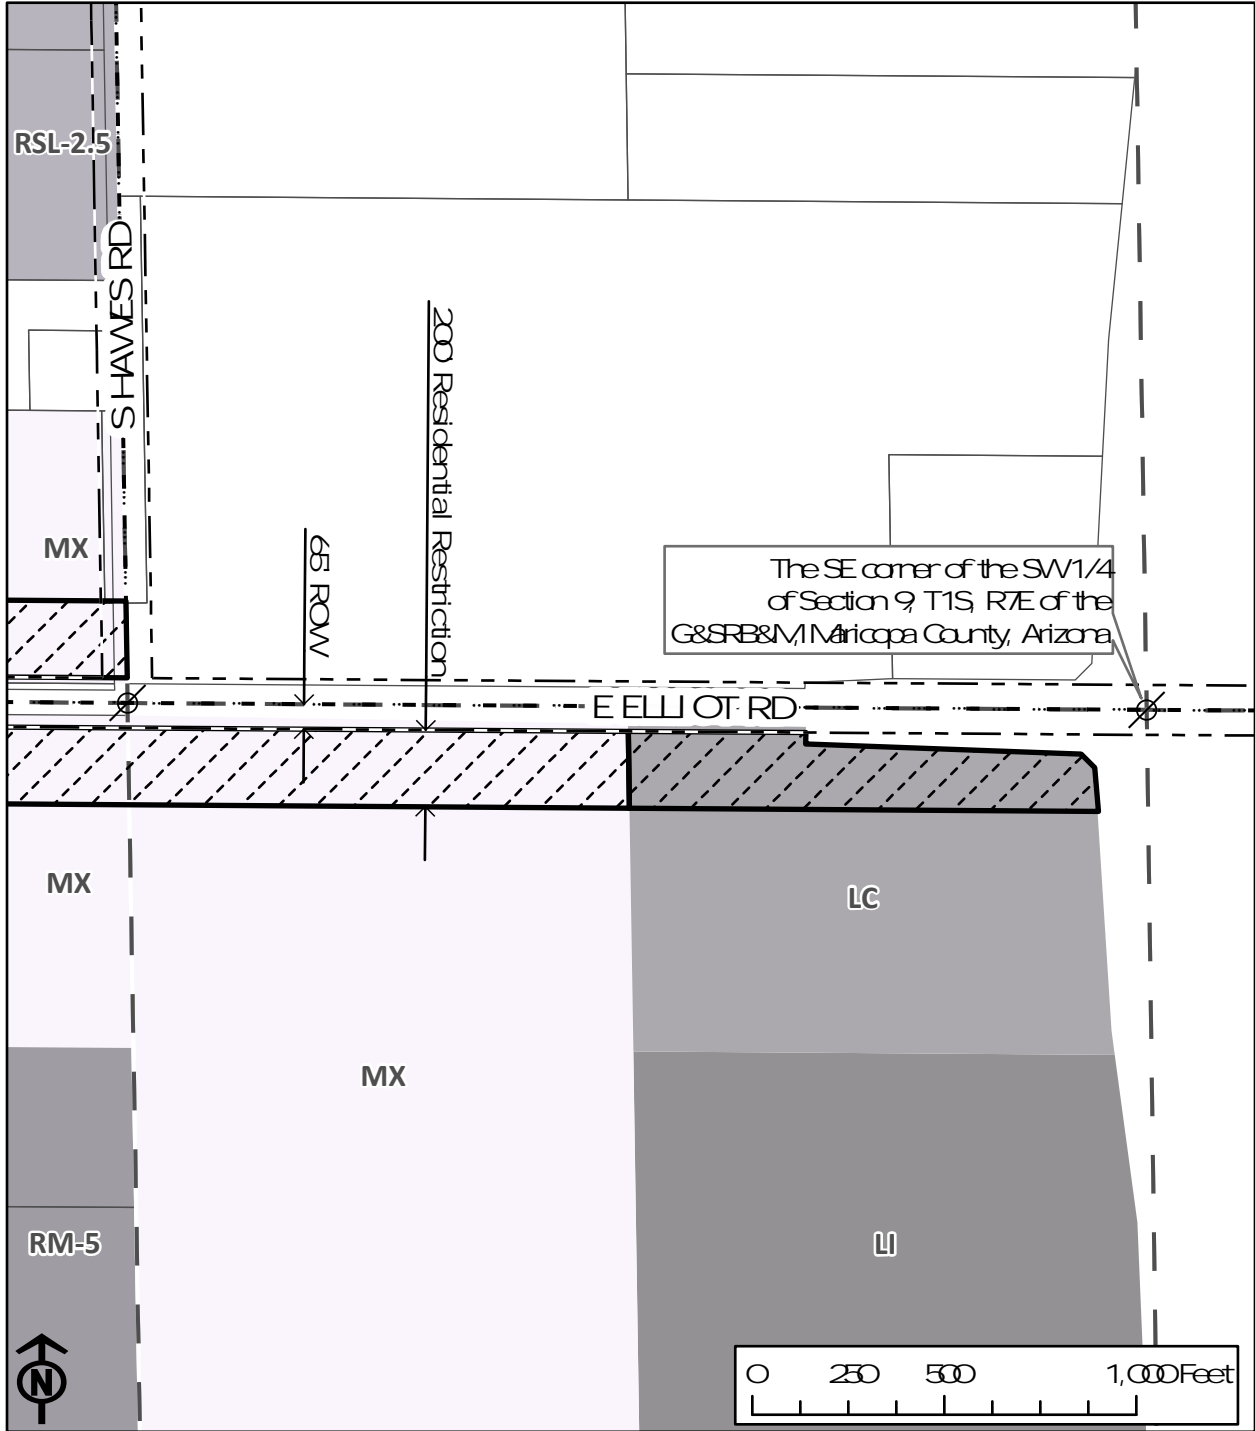 RSL-2.5
S HAWES RD
200' Residential Restriction
65' ROW
MX
The SE corner of the SW 1/4
of Section 9, T1S, R7E of the
G&SRB&M, Maricopa County, Arizona
E ELLIOT RD
MX
LC
MX
RM-5
LI
N
0 250 500 1,000 Feet